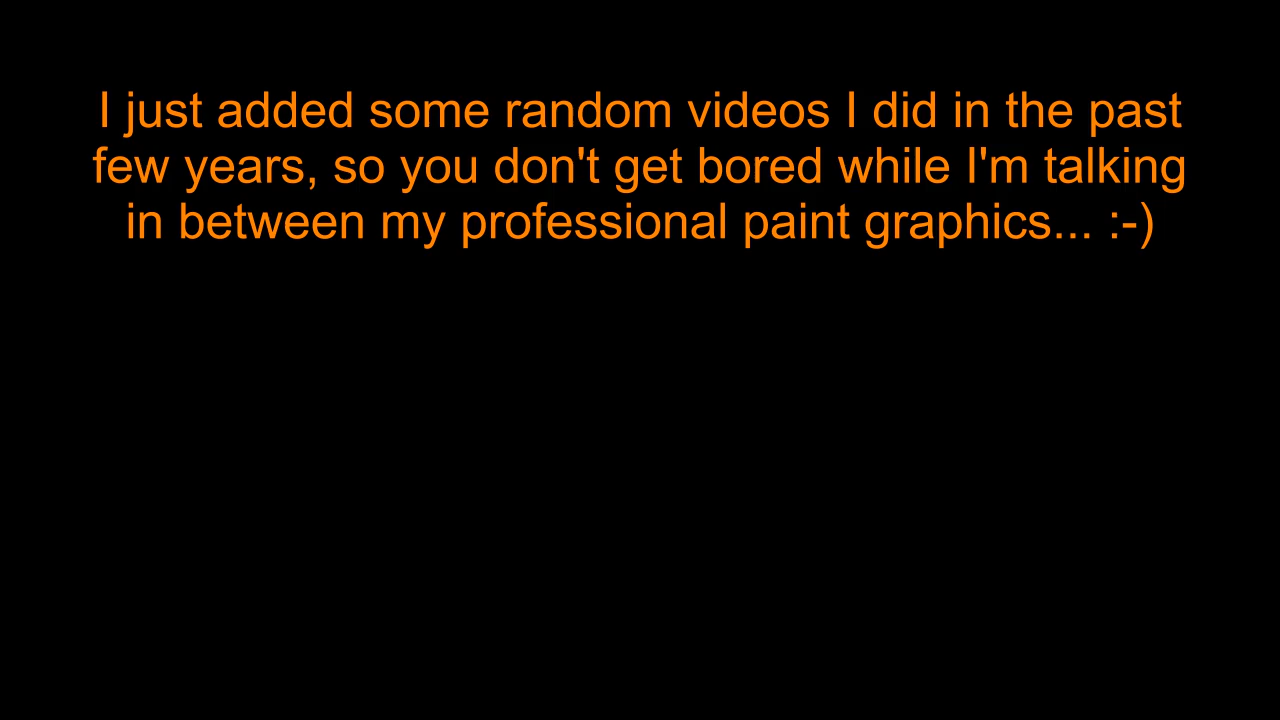 I just added some random videos I did in the past
few years, so you don't get bored while I'm talking
in between my professional paint graphics... :-)